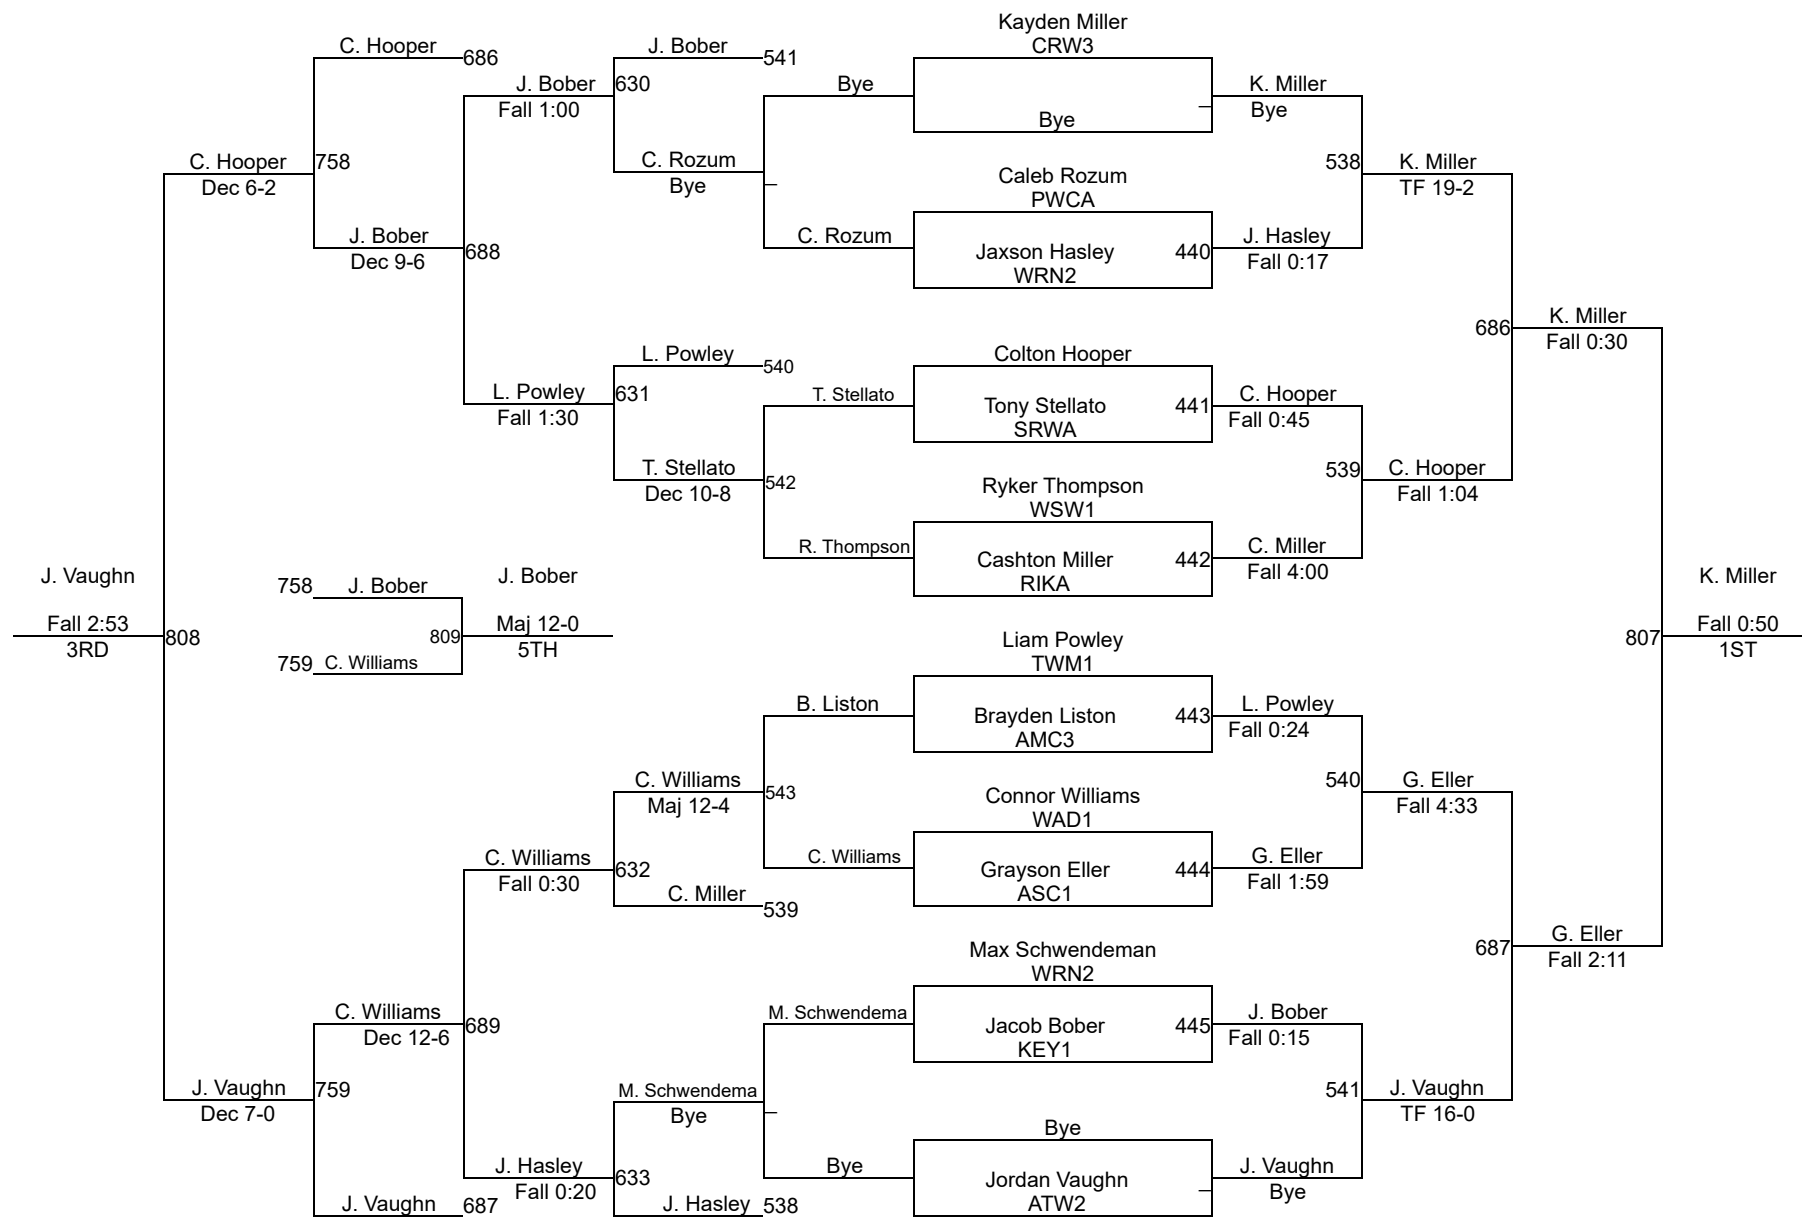 Kayden Miller
CRW3
C. Hooper
686
J. Bober
541
J. Bober
630
Fall 1:00
Bye
Bye
K. Miller
Bye
C. Hooper
758
Dec 6-2
C. Rozum
Bye
Caleb Rozum
PWCA
538
K. Miller
TF 19-2
J. Bober
Dec 9-6
688
C. Rozum
Jaxson Hasley
WRN2
440
J. Hasley
Fall 0:17
686
K. Miller
Fall 0:30
L. Powley
540
Colton Hooper
L. Powley
631
Fall 1:30
T. Stellato
Tony Stellato
SRWA
441
C. Hooper
Fall 0:45
T. Stellato
542
Dec 10-8
Ryker Thompson
WSW1
539
C. Hooper
Fall 1:04
R. Thompson
Cashton Miller
RIKA
442
C. Miller
Fall 4:00
J. Vaughn
758
J. Bober
J. Bober
K. Miller
Fall 2:53
808
3RD
809
Maj 12-0
5TH
807
Fall 0:50
1ST
759
C. Williams
Liam Powley
TWM1
B. Liston
Brayden Liston
AMC3
443
L. Powley
Fall 0:24
C. Williams
543
Maj 12-4
Connor Williams
WAD1
540
G. Eller
Fall 4:33
C. Williams
632
Fall 0:30
C. Williams
Grayson Eller
ASC1
444
G. Eller
Fall 1:59
C. Miller
539
687
G. Eller
Fall 2:11
Max Schwendeman
WRN2
C. Williams
689
Dec 12-6
M. Schwendema
Jacob Bober
KEY1
445
J. Bober
Fall 0:15
J. Vaughn
759
Dec 7-0
M. Schwendema
Bye
541
J. Vaughn
TF 16-0
Bye
J. Hasley
633
Fall 0:20
Bye
Jordan Vaughn
ATW2
J. Vaughn
Bye
J. Vaughn
687
J. Hasley
538